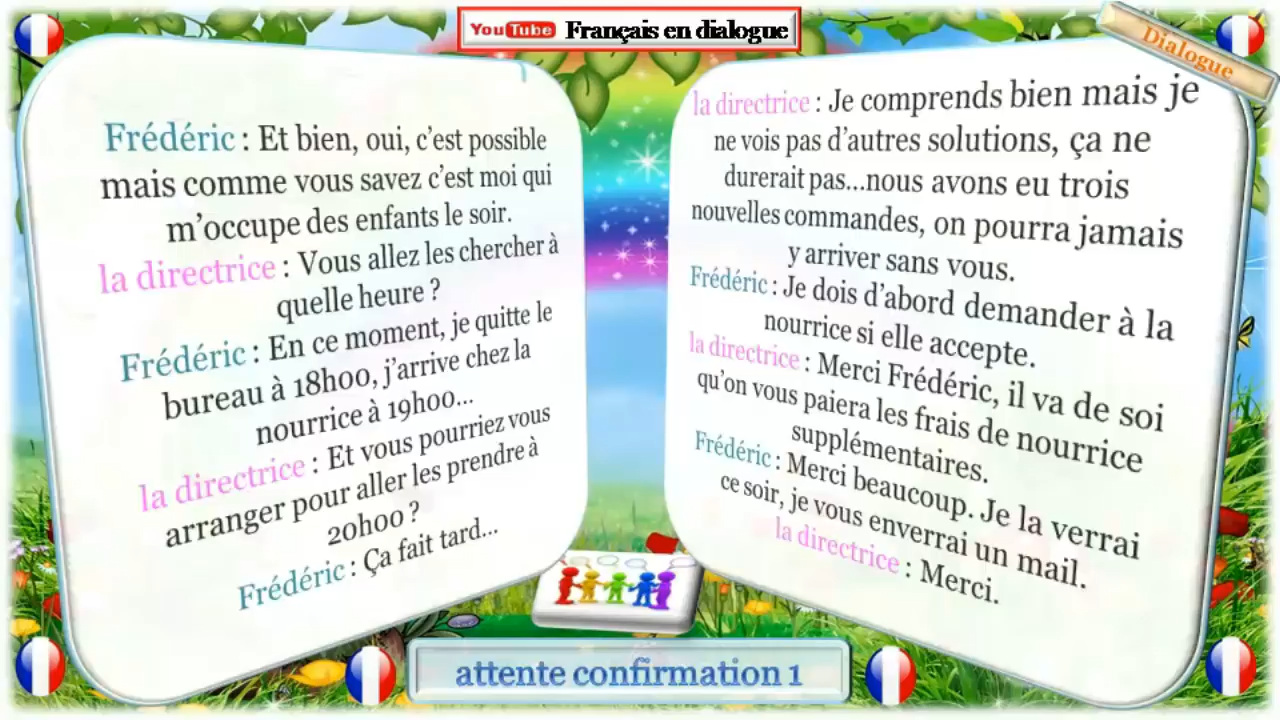 YouTube Français en dialogue
Dialogue
Frédéric : Et bien, oui, c'est possible
mais comme vous savez c'est moi qui
m'occupe des enfants le soir.
la directrice : Vous allez les chercher à
quelle heure ?
Frédéric : En ce moment, je quitte le
bureau à 18h00, j'arrive chez la
nourrice à 19h00...
la directrice : Et vous pourriez vous
arranger pour aller les prendre à
20h00 ?
Frédéric : Ça fait tard...
la directrice : Je comprends bien mais je
ne vois pas d'autres solutions, ça ne
durerait pas...nous avons eu trois
nouvelles commandes, on pourra jamais
y arriver sans vous.
Frédéric : Je dois d'abord demander à la
nourrice si elle accepte.
la directrice : Merci Frédéric, il va de soi
qu'on vous paiera les frais de nourrice
supplémentaires.
Frédéric : Merci beaucoup. Je la verrai
ce soir, je vous enverrai un mail.
la directrice : Merci.
attente confirmation 1